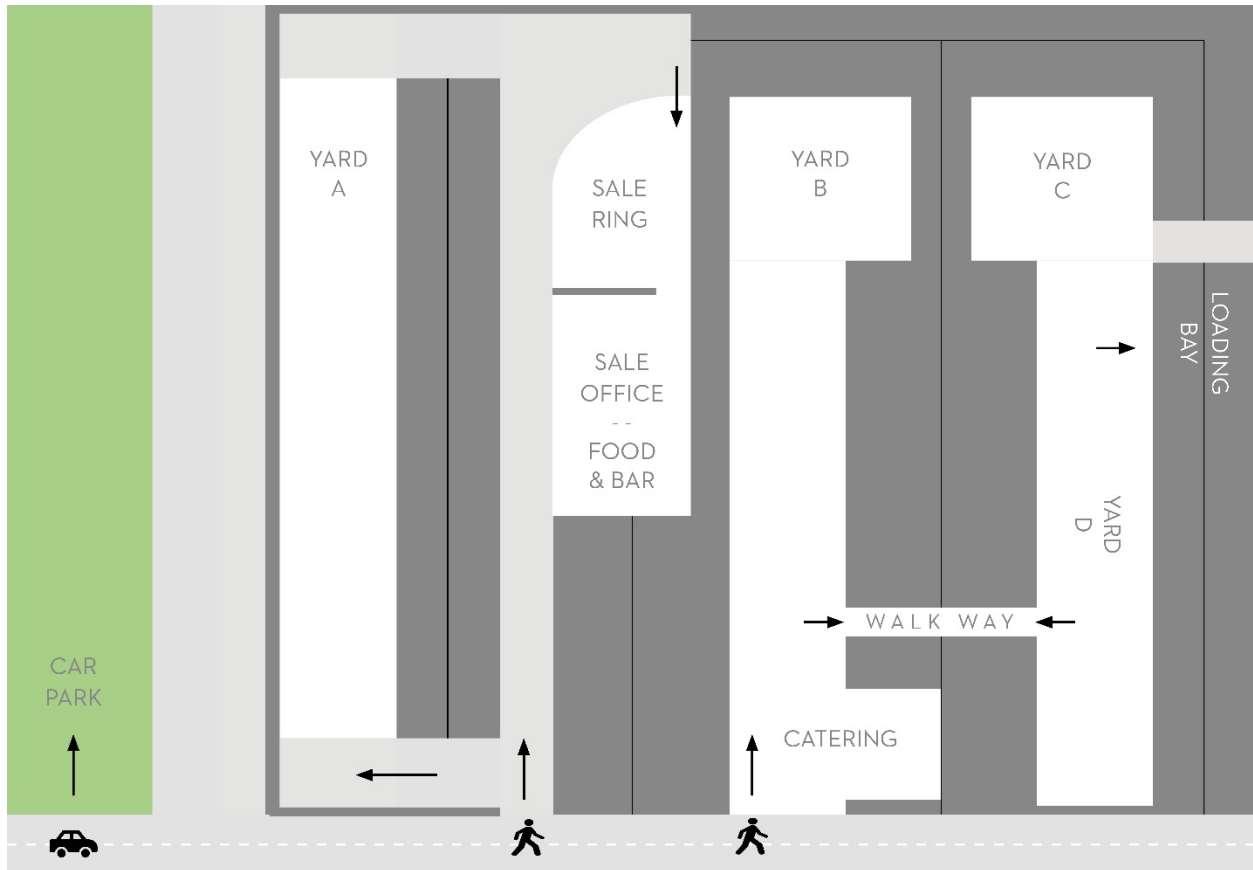 YARD
A
SALE
RING
YARD
B
YARD
C
LOADING
BAY
SALE
OFFICE
--
FOOD
& BAR
YARD
D
WALK WAY
CAR
PARK
CATERING